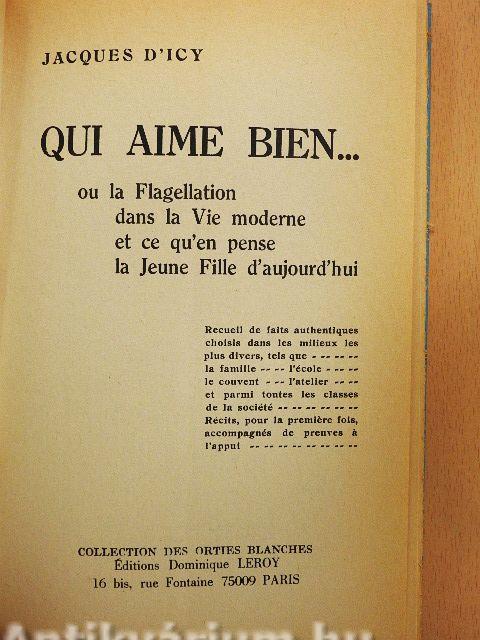 JACQUES D'ICY
QUI AIME BIEN...
ou la Flagellation
dans la Vie moderne
et ce qu'en pense
la Jeune Fille d'aujourd'hui
Recueil de faits authentiques
choisis dans les milieux les
plus divers, tels que - -- -- --
la famille -- -- l'école - -- --
le couvent - -- l'atelier -- --
et parmi toutes les classes
de la société -- -- -- -- -- --
Récits, pour la première fois,
accompagnés de preuves à
l'appui -- -- -- -- -- -- -- --
COLLECTION DES ORTIES BLANCHES
Éditions Dominique LEROY
16 bis, rue Fontaine 75009 PARIS
Antikvárium.hu